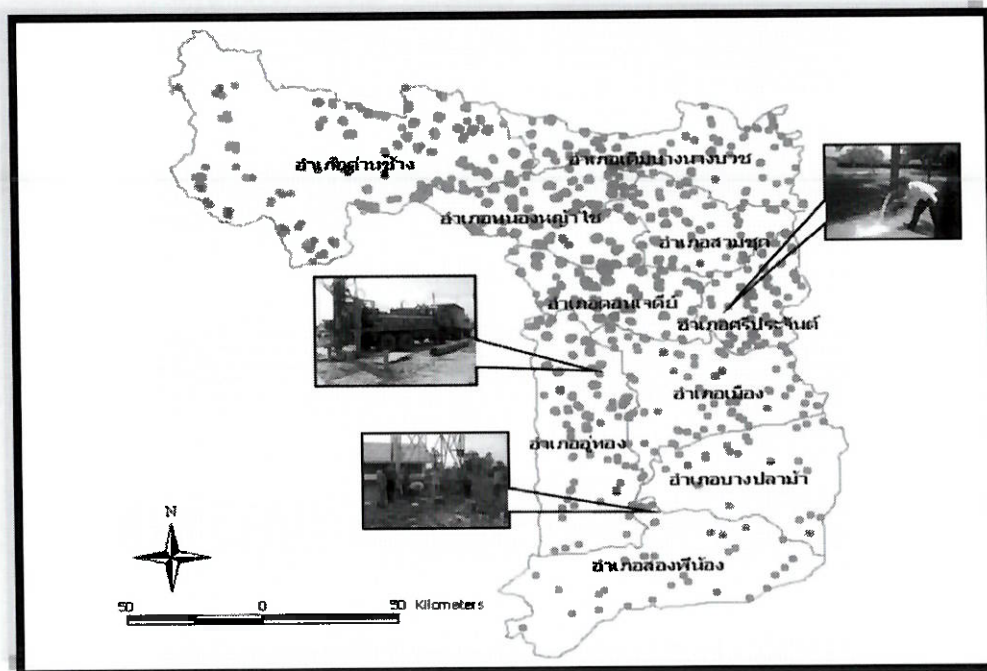 อำเภอเดิมบางนางบวช
อำเภอด่านช้าง
อำเภอหนองหญ้าไซ
อำเภอสามชุก
อำเภอดอนเจดีย์
อำเภอศรีประจันต์
อำเภอเมือง
อำเภออู่ทอง
อำเภอบางปลาม้า
อำเภอสองพี่น้อง
N
50 0 50 Kilometers